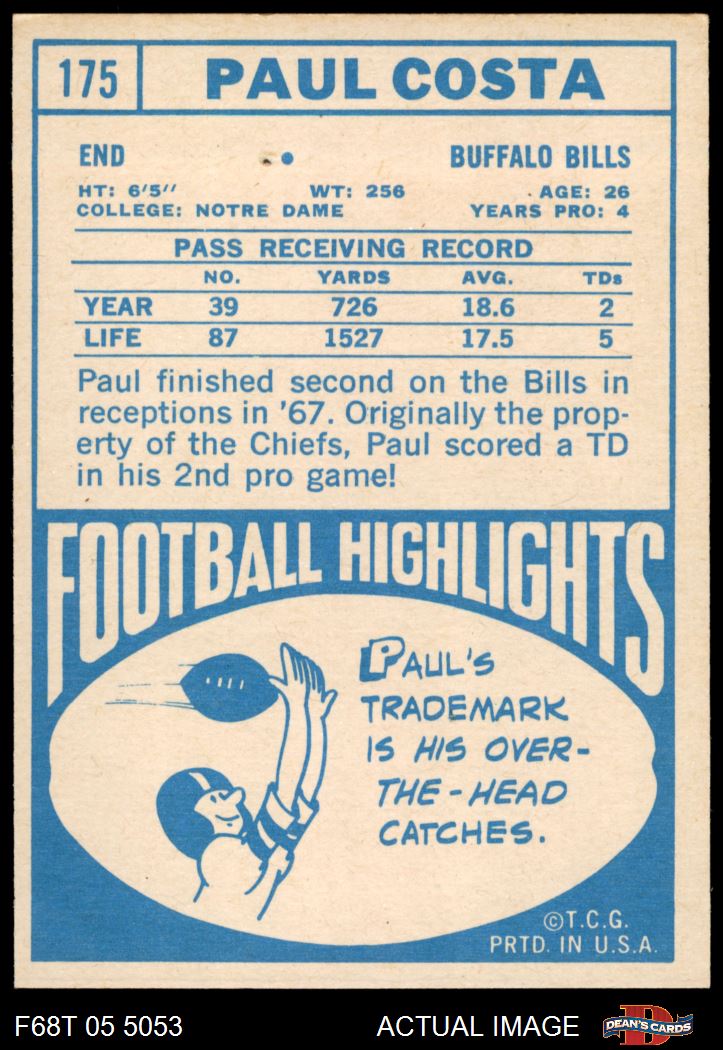 175 PAUL COSTA
END BUFFALO BILLS
HT: 6'5" WT: 256 AGE: 26
COLLEGE: NOTRE DAME YEARS PRO: 4
PASS RECEIVING RECORD
NO. YARDS AVG. TDs
YEAR 39 726 18.6 2
LIFE 87 1527 17.5 5
Paul finished second on the Bills in
receptions in '67. Originally the prop-
erty of the Chiefs, Paul scored a TD
in his 2nd pro game!
FOOTBALL HIGHLIGHTS
PAUL'S
TRADEMARK
IS HIS OVER-
THE-HEAD
CATCHES.
©T.C.G.
PRTD. IN U.S.A.
F68T 05 5053 ACTUAL IMAGE D DEAN'S CARDS